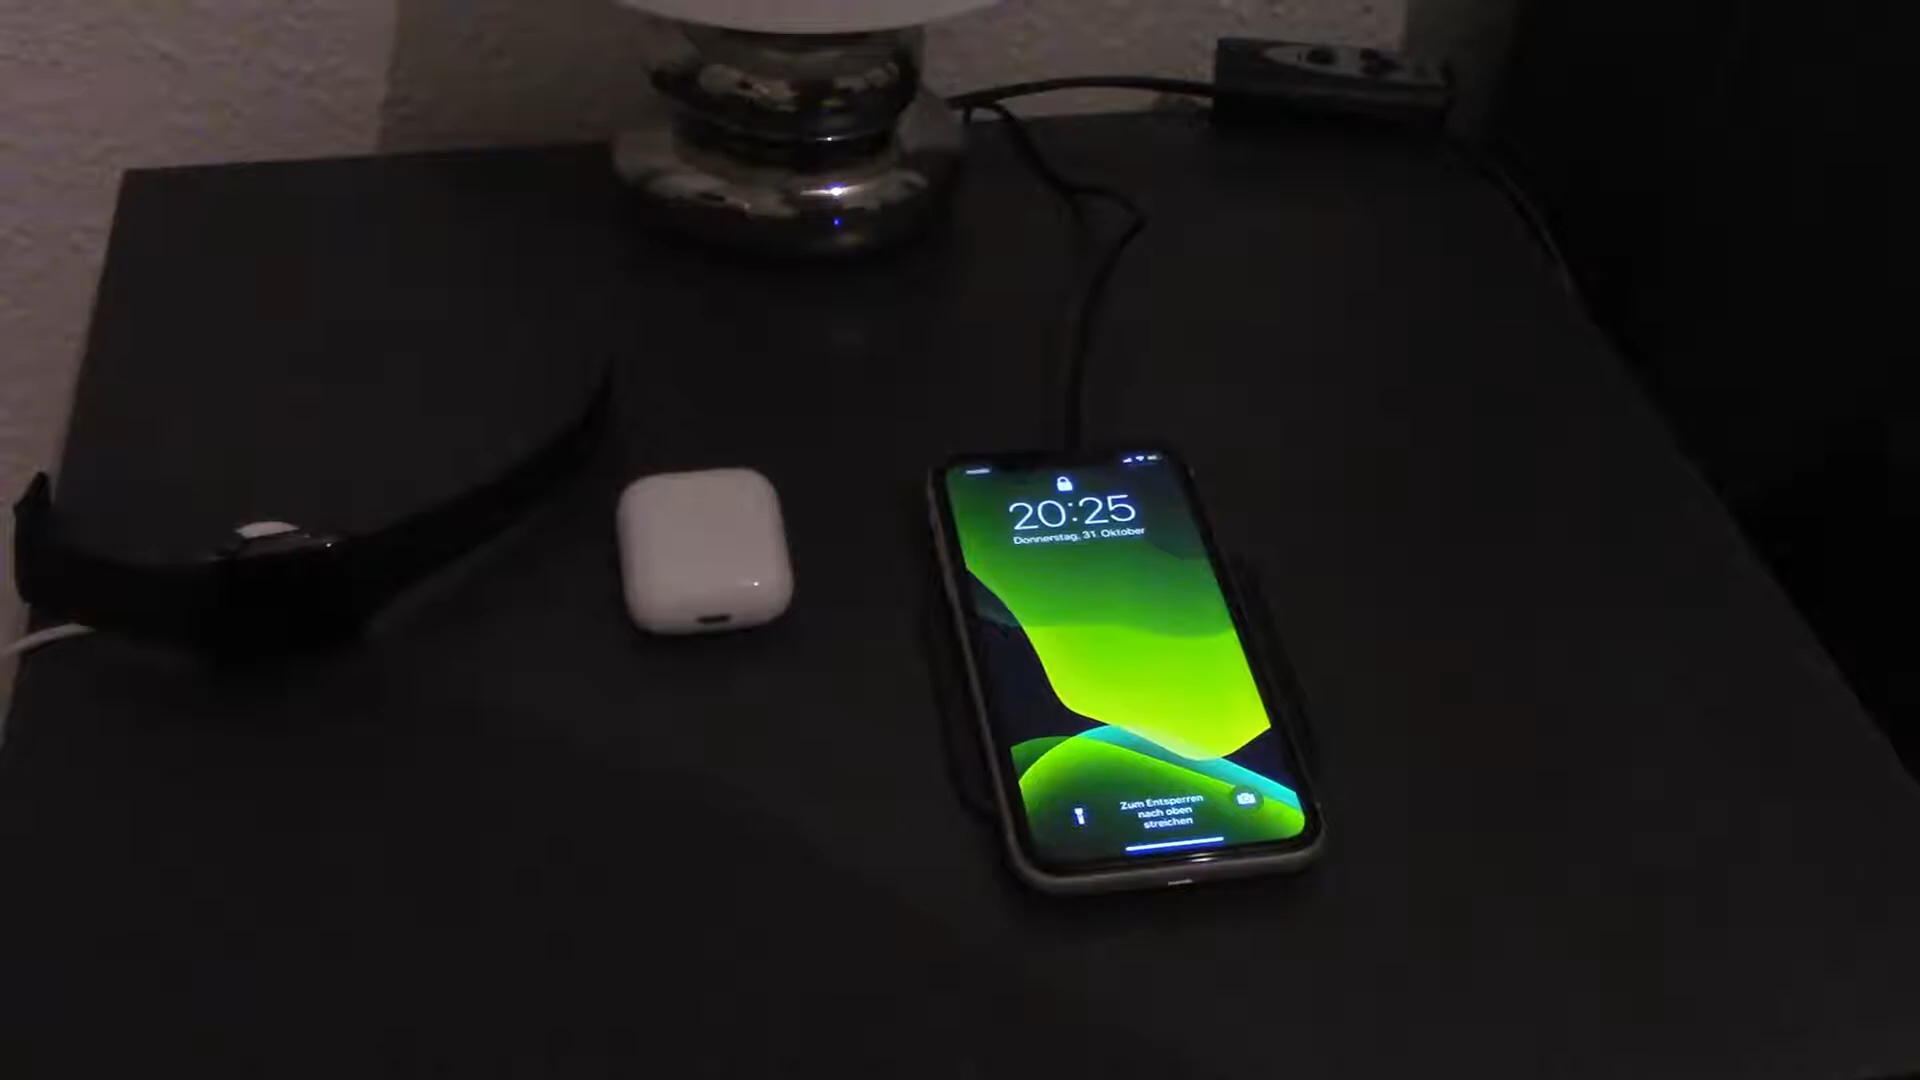 20:25
Donnerstag, 31. Oktober
Zum Entsperren
nach oben
streichen